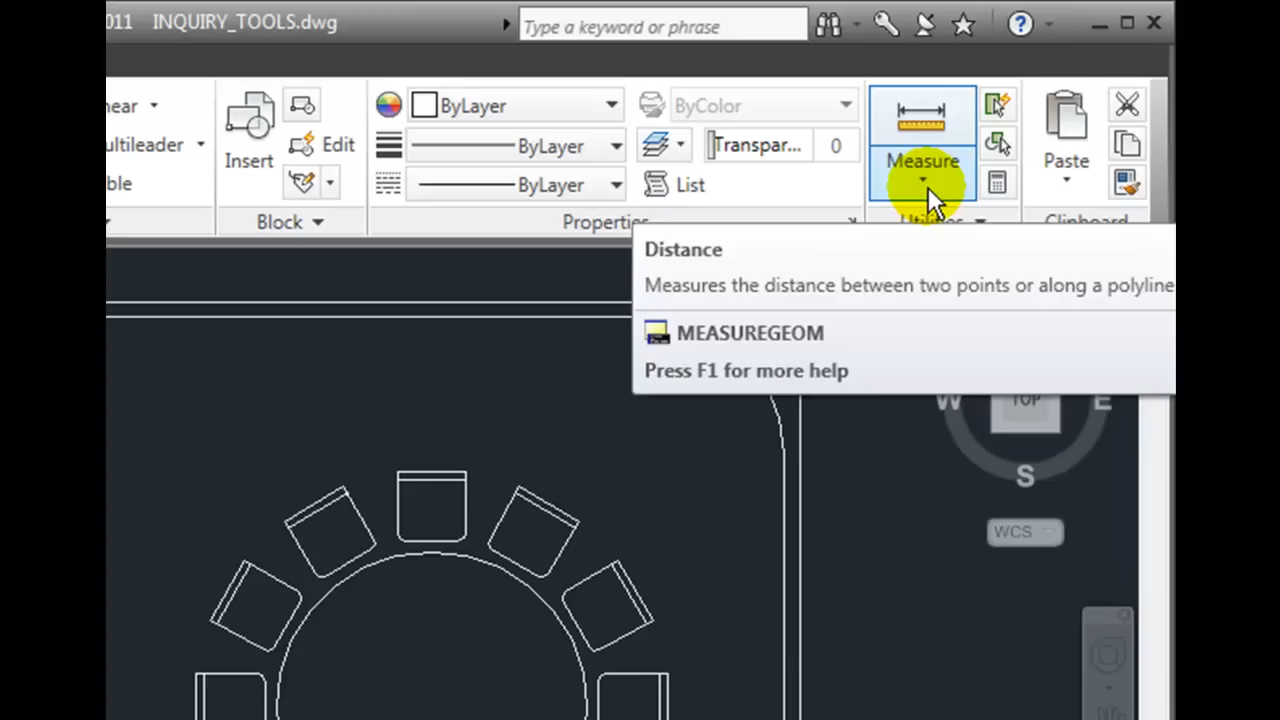 011 INQUIRY_TOOLS.dwg Type a keyword or phrase ?
near ByLayer ByColor
ultileader Edit ByLayer Transpar... 0
Insert Measure Paste
ble ByLayer List
Block Properties Utilities Clipboard
Distance
Measures the distance between two points or along a polyline
MEASUREGEOM
Press F1 for more help
W TOP E
S
WCS